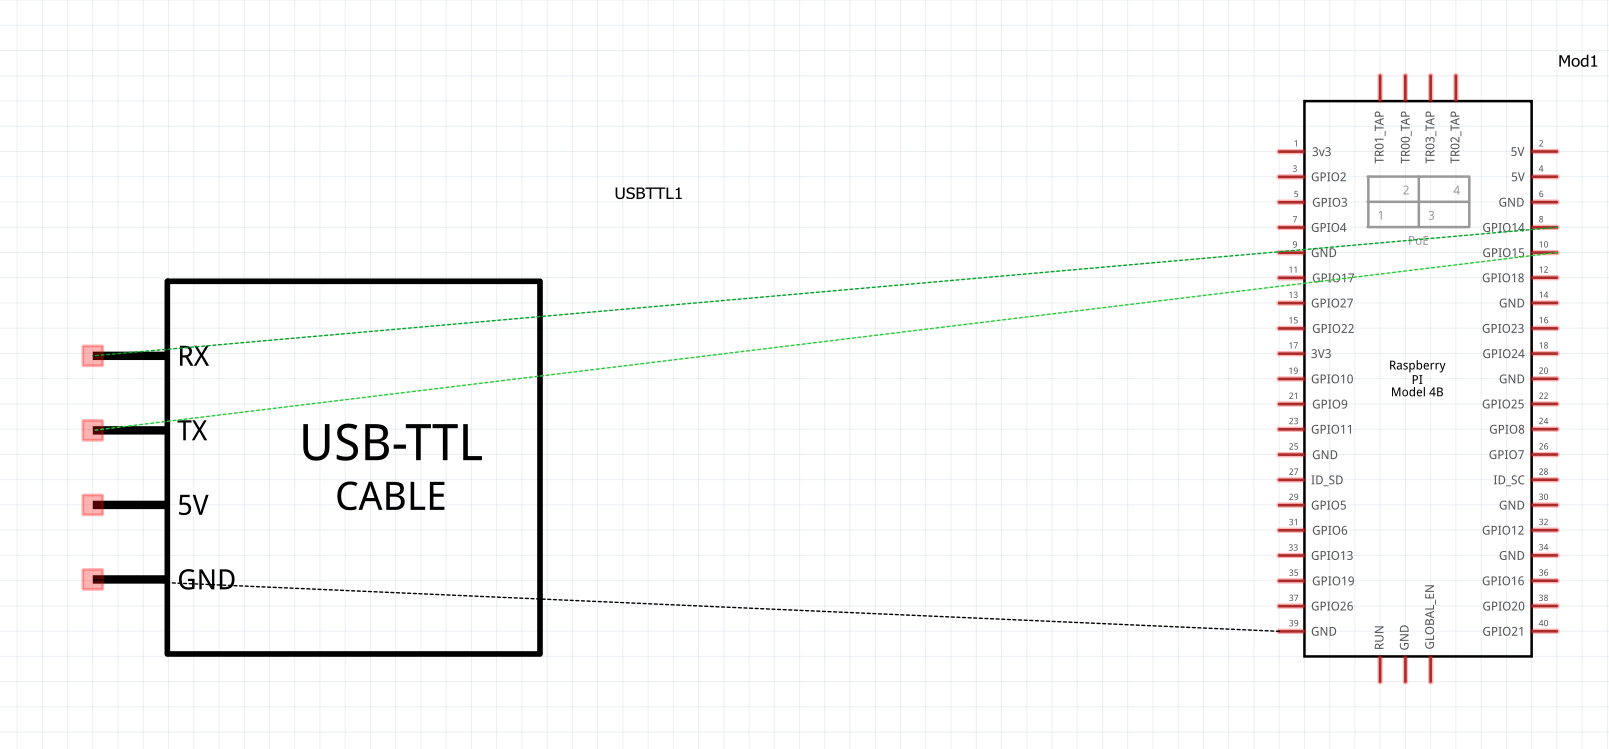 Mod1
USBTTL1
RX
TX
5V
GND
USB-TTL
CABLE
TR01_TAP
TR00_TAP
TR03_TAP
TR02_TAP
2 4
1 3
PoE
1 3v3 5V 2
3 GPIO2 5V 4
5 GPIO3 GND 6
7 GPIO4 GPIO14 8
9 GND GPIO15 10
11 GPIO17 GPIO18 12
13 GPIO27 GND 14
15 GPIO22 GPIO23 16
17 3V3 GPIO24 18
19 GPIO10 GND 20
21 GPIO9 GPIO25 22
23 GPIO11 GPIO8 24
25 GND GPIO7 26
27 ID_SD ID_SC 28
29 GPIO5 GND 30
31 GPIO6 GPIO12 32
33 GPIO13 GND 34
35 GPIO19 GPIO16 36
37 GPIO26 GPIO20 38
39 GND GPIO21 40
Raspberry
PI
Model 4B
RUN
GND
GLOBAL_EN